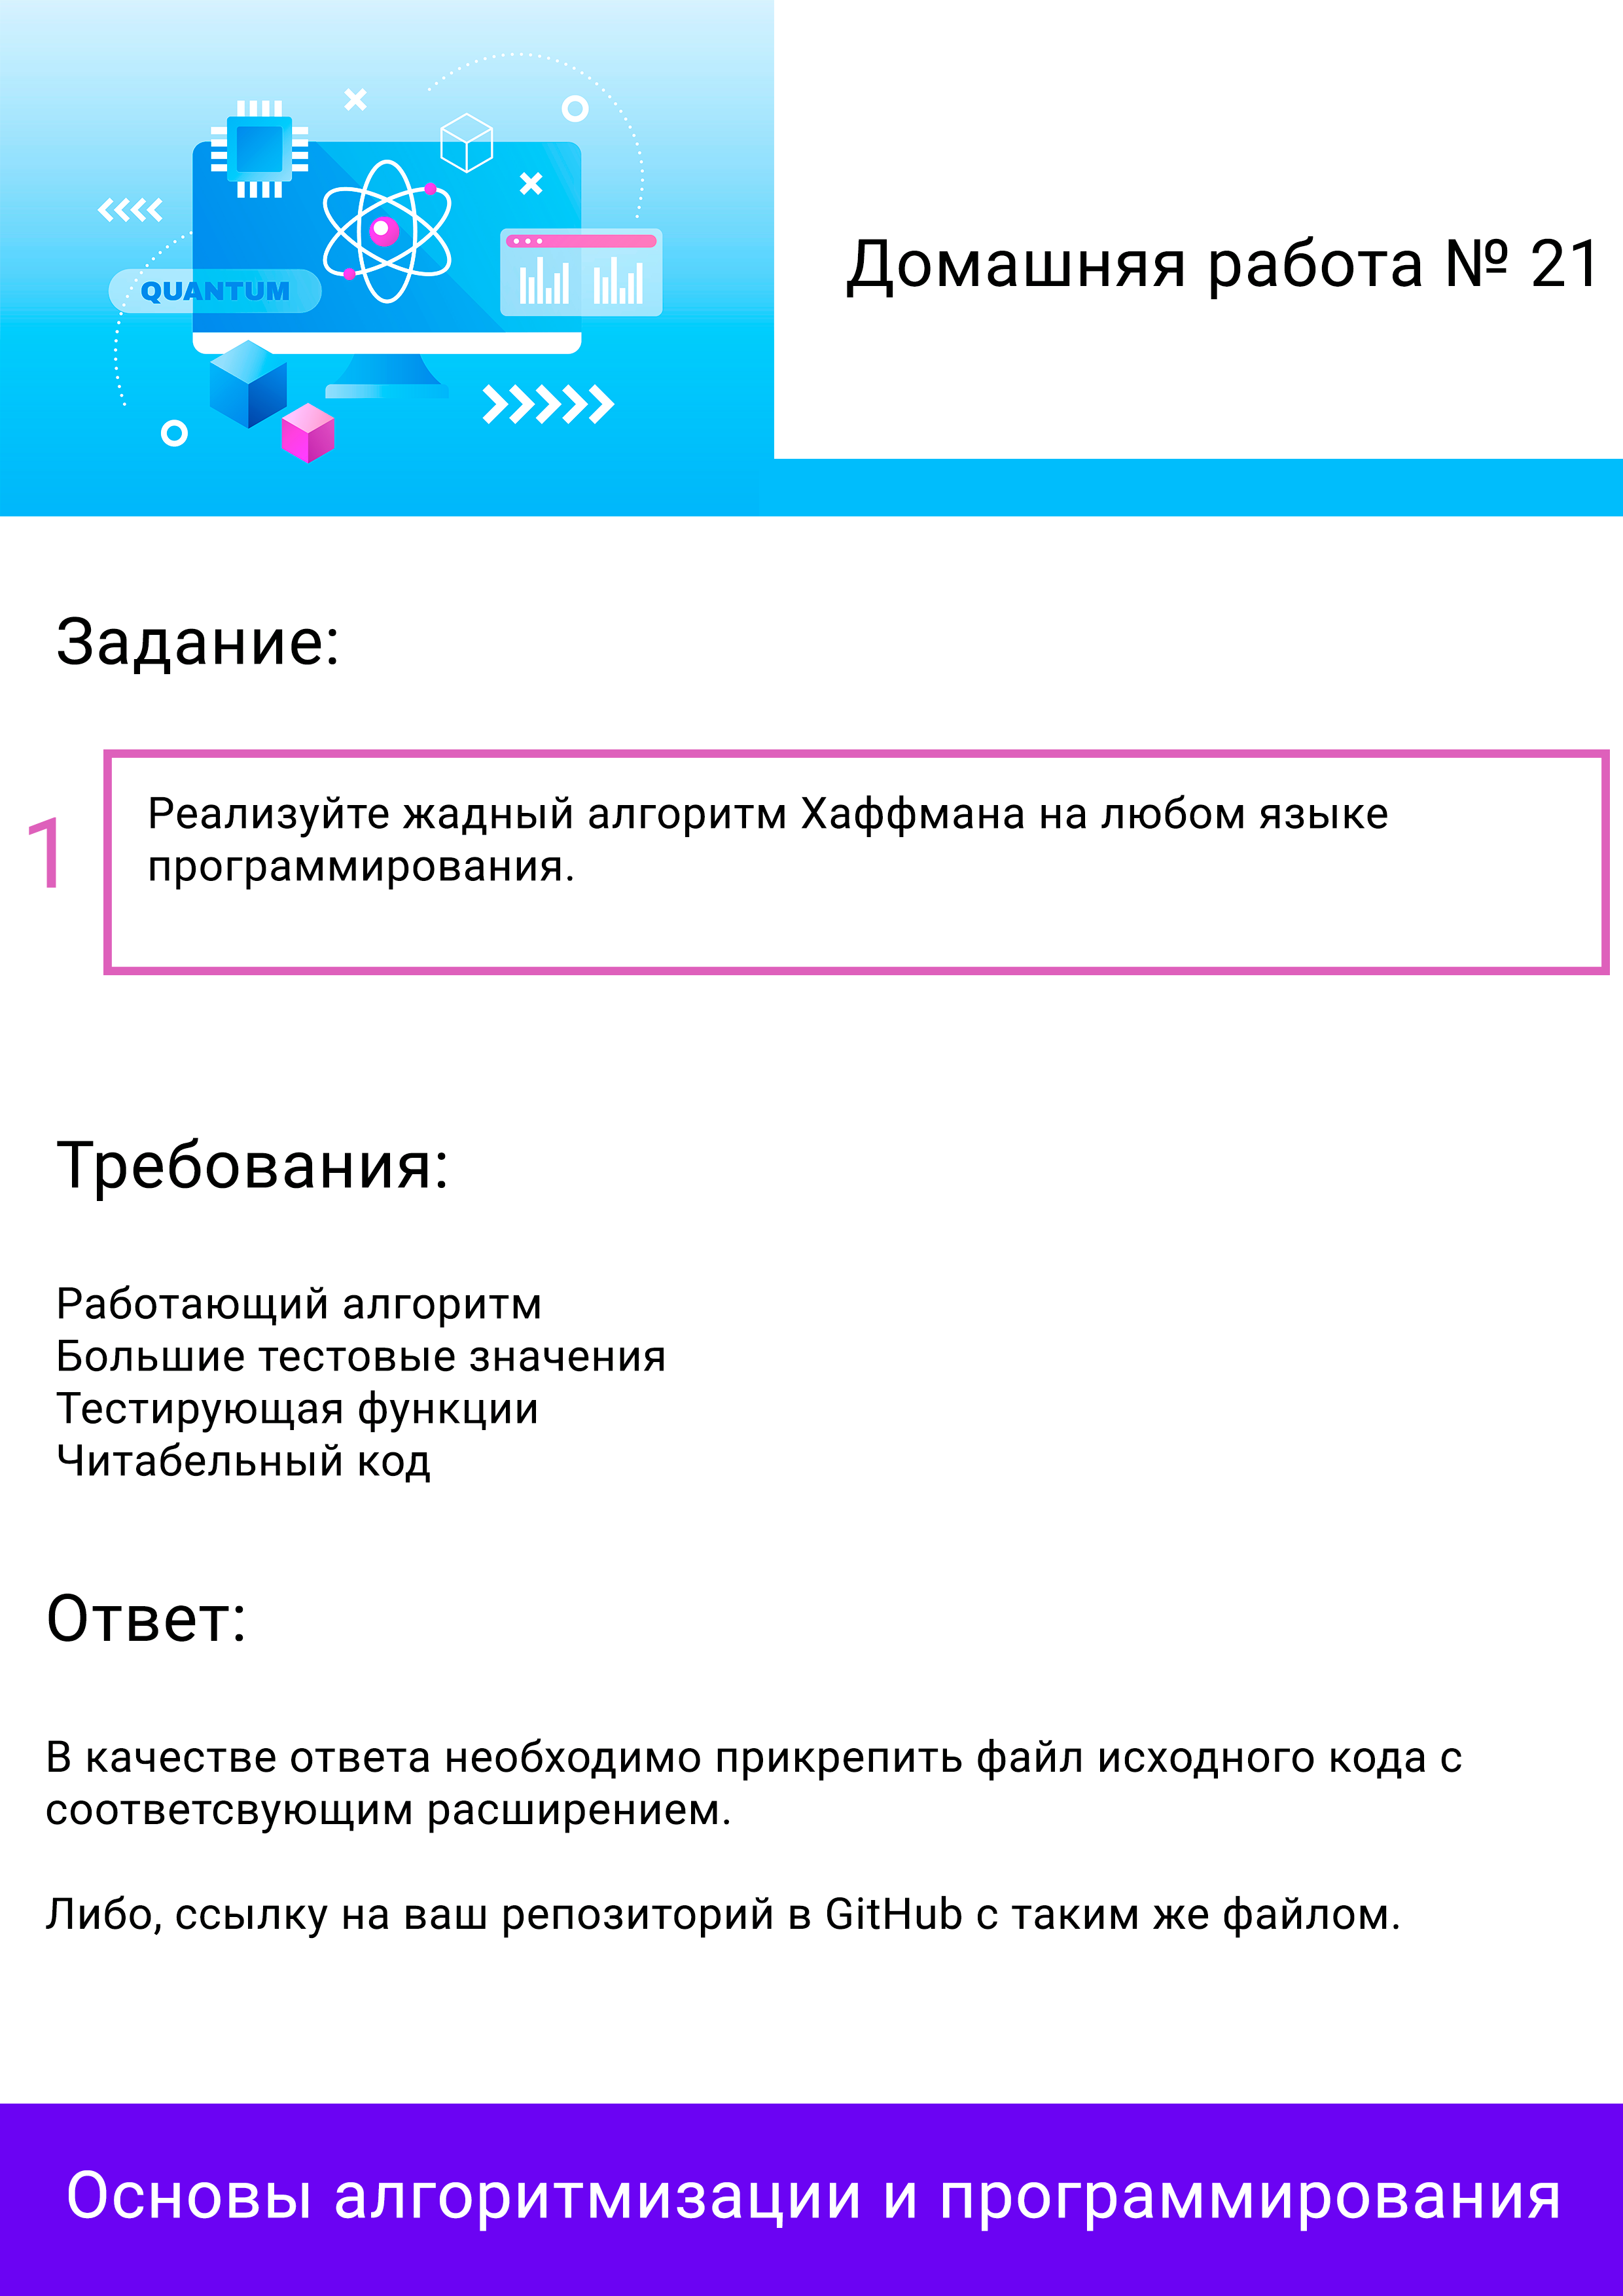 QUANTUM
Домашняя работа № 21
Задание:
1
Реализуйте жадный алгоритм Хаффмана на любом языке
программирования.
Требования:
Работающий алгоритм
Большие тестовые значения
Тестирующая функции
Читабельный код
Ответ:
В качестве ответа необходимо прикрепить файл исходного кода с
соответсвующим расширением.
Либо, ссылку на ваш репозиторий в GitHub с таким же файлом.
Основы алгоритмизации и программирования